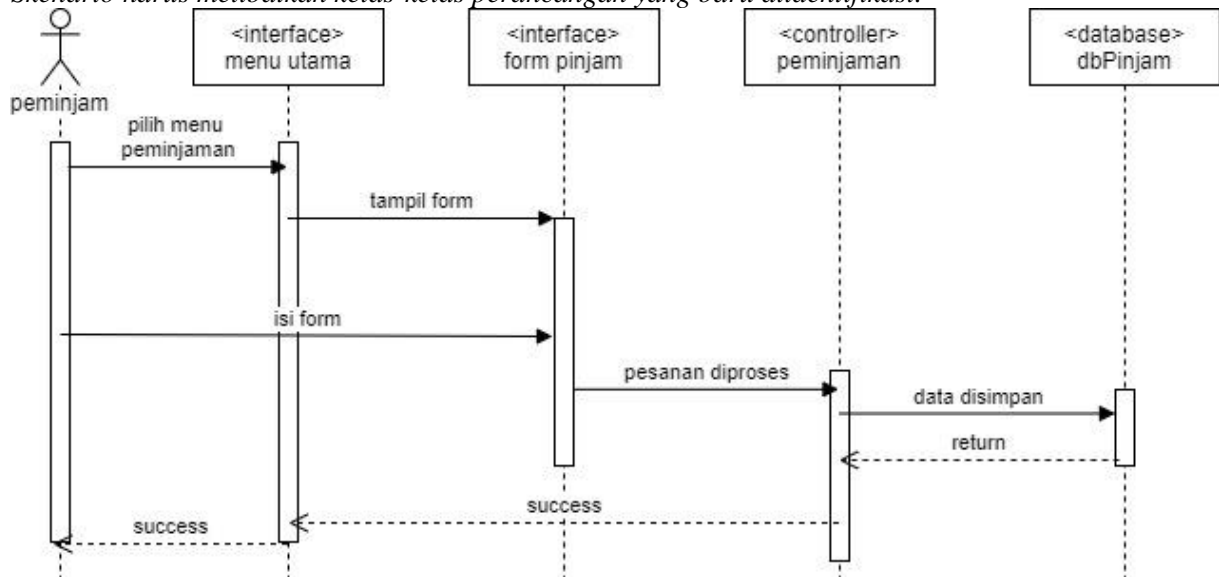 Skenario harus melibatkan kelas-kelas perancangan yang baru diidentifikasi.
<interface>
menu utama
<interface>
form pinjam
<controller>
peminjaman
<database>
dbPinjam
peminjam
pilih menu
peminjaman
tampil form
isi form
pesanan diproses
data disimpan
return
success
success